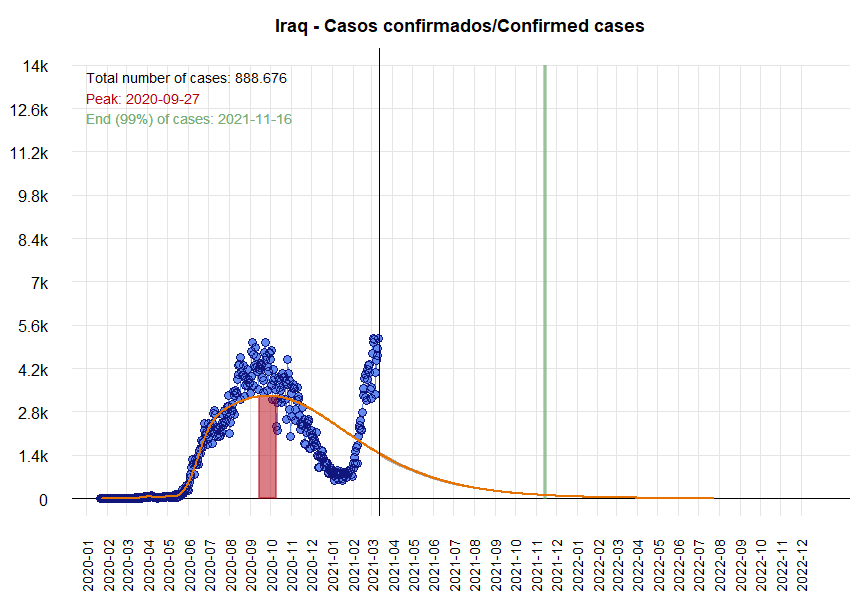 Iraq - Casos confirmados/Confirmed cases
14k
12.6k
11.2k
9.8k
8.4k
7k
5.6k
4.2k
2.8k
1.4k
0
Total number of cases: 888.676
Peak: 2020-09-27
End (99%) of cases: 2021-11-16
2020-01
2020-02
2020-03
2020-04
2020-05
2020-06
2020-07
2020-08
2020-09
2020-10
2020-11
2020-12
2021-01
2021-02
2021-03
2021-04
2021-05
2021-06
2021-07
2021-08
2021-09
2021-10
2021-11
2021-12
2022-01
2022-02
2022-03
2022-04
2022-05
2022-06
2022-07
2022-08
2022-09
2022-10
2022-11
2022-12